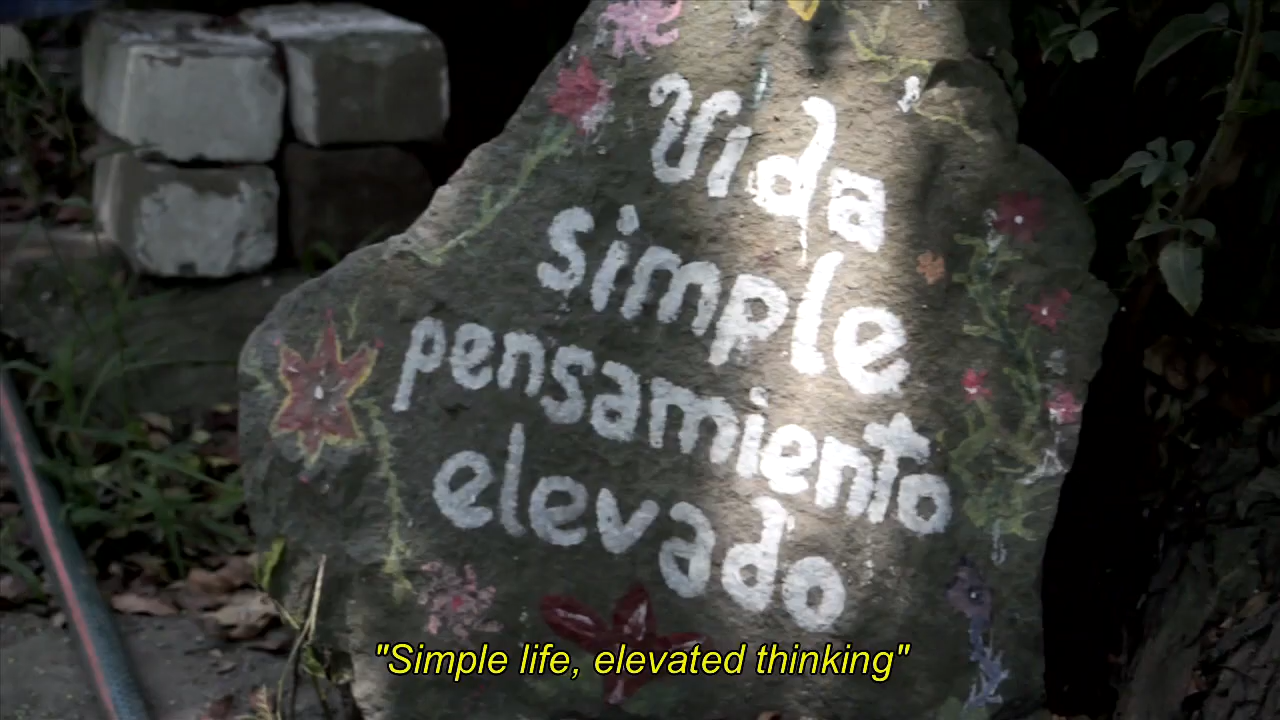 Vida
simple
pensamiento
elevado
"Simple life, elevated thinking"